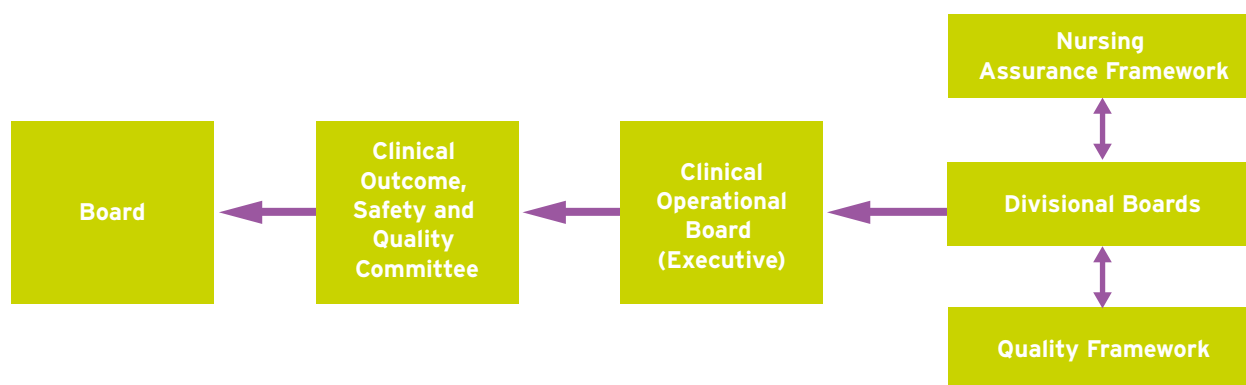 Board
Clinical
Outcome,
Safety and
Quality
Committee
Clinical
Operational
Board
(Executive)
Nursing
Assurance Framework
Divisional Boards
Quality Framework